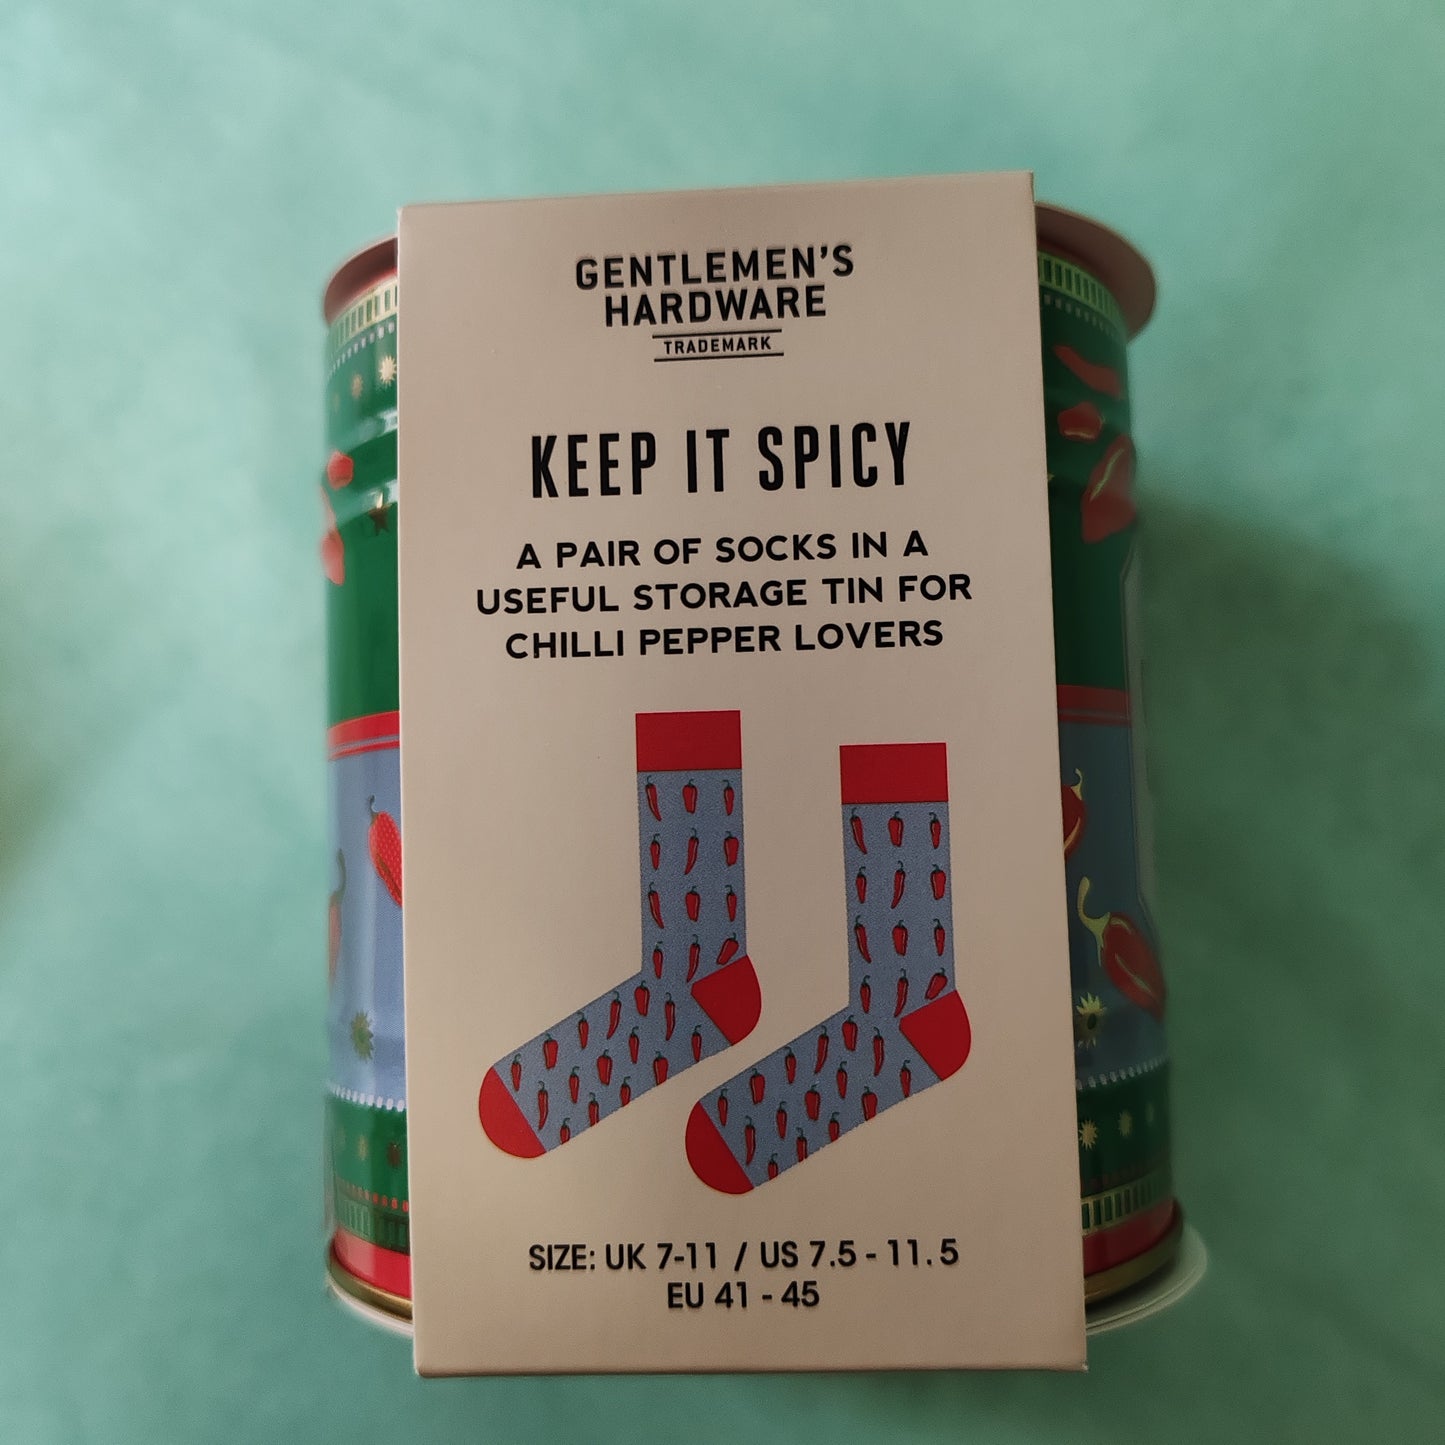 GENTLEMEN'S
HARDWARE
TRADEMARK
KEEP IT SPICY
A PAIR OF SOCKS IN A
USEFUL STORAGE TIN FOR
CHILLI PEPPER LOVERS
SIZE: UK 7-11 / US 7.5 - 11.5
EU 41 - 45